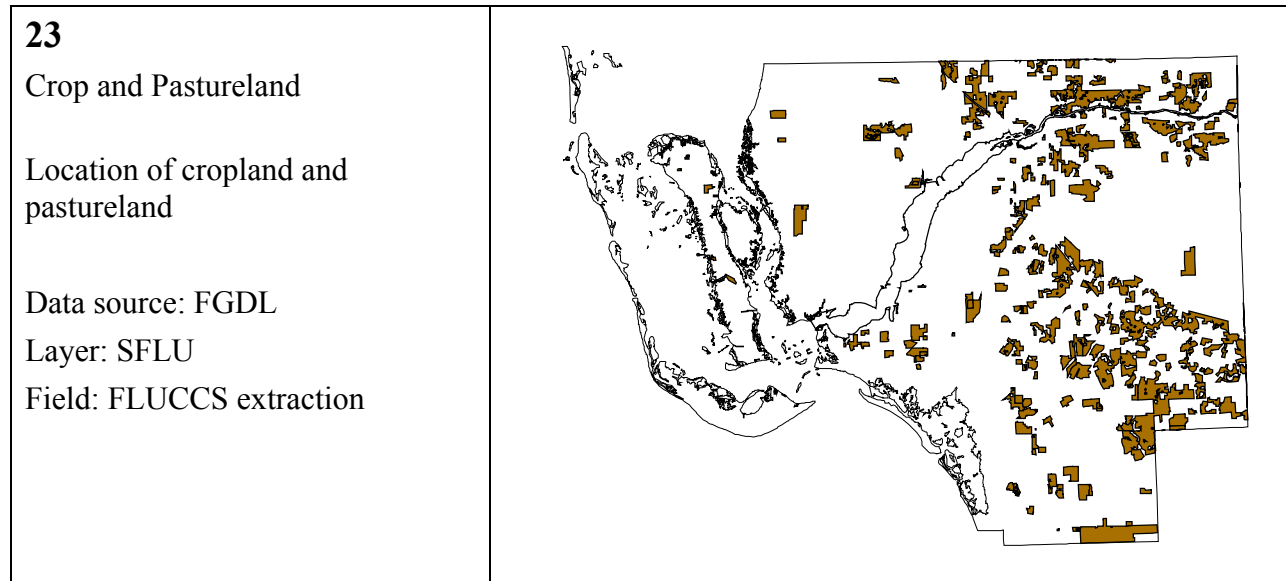 23
Crop and Pastureland
Location of cropland and
pastureland
Data source: FGDL
Layer: SFLU
Field: FLUCCS extraction